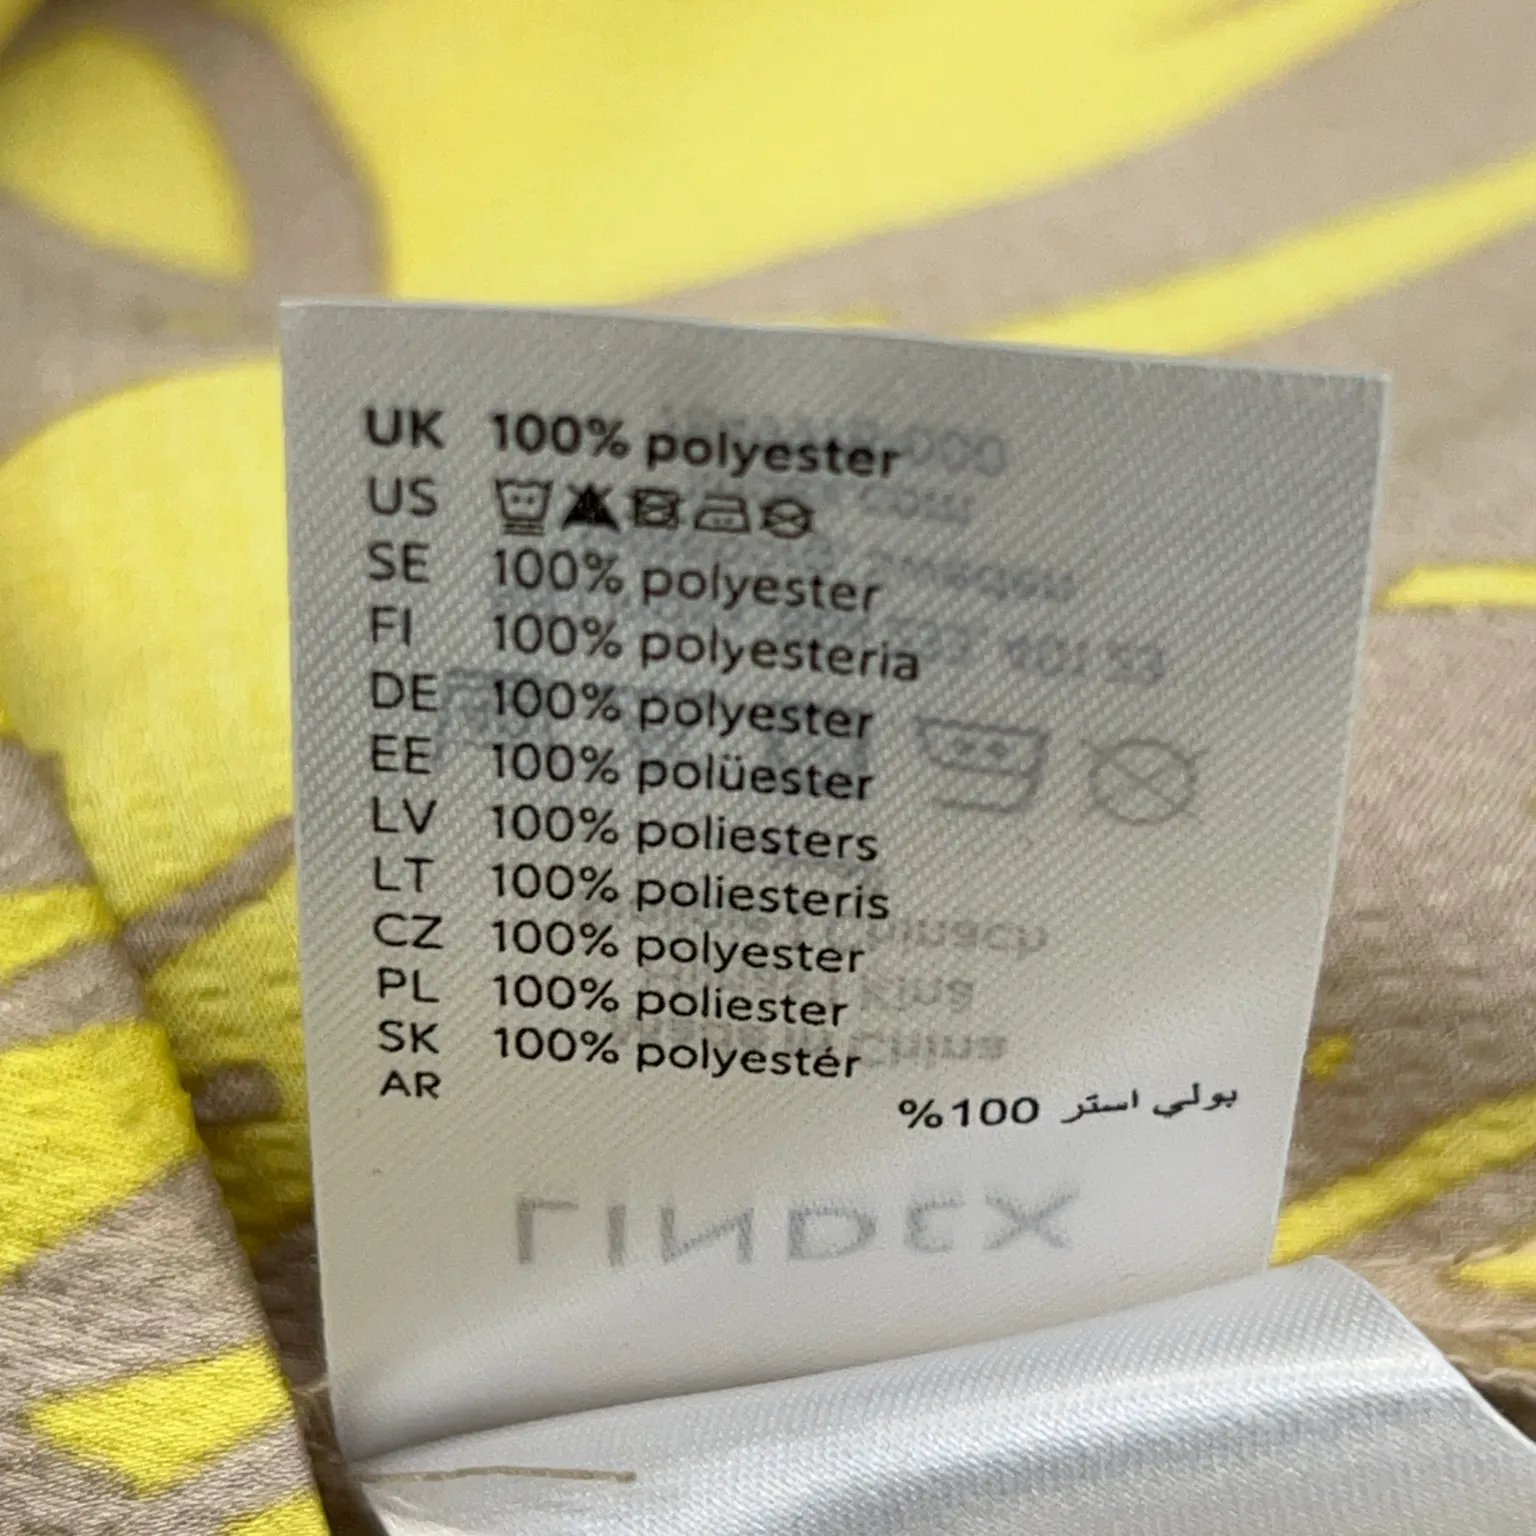 UK 100% polyester
US
SE 100% polyester
FI 100% polyesteria
DE 100% polyester
EE 100% polüester
LV 100% poliesters
LT 100% poliesteris
CZ 100% polyester
PL 100% poliester
SK 100% polyestér
AR
بولي استر 100%
LINDEX